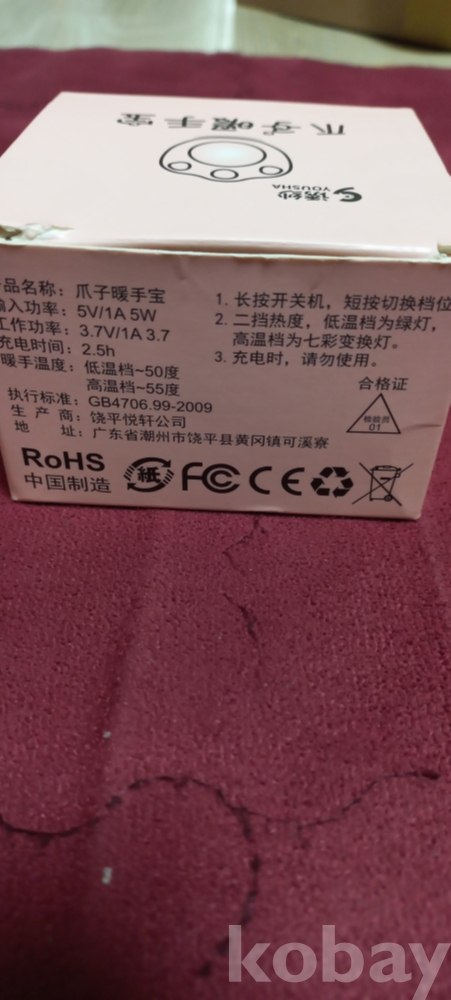 爪子暖手宝
诱纱
YOUSHA
品名称：爪子暖手宝
输入功率：5V/1A 5W
工作功率：3.7V/1A 3.7
充电时间：2.5h
暖手温度：低温档~50度
高温档~55度
执行标准：GB4706.99-2009
生 产 商：饶平悦轩公司
地 址：广东省潮州市饶平县黄冈镇可溪寮
1. 长按开关机，短按切换档位
2. 二挡热度，低温档为绿灯，
高温档为七彩变换灯。
3. 充电时，请勿使用。
合格证
检验员
01
RoHS
中国制造
紙
FC CE
kobay